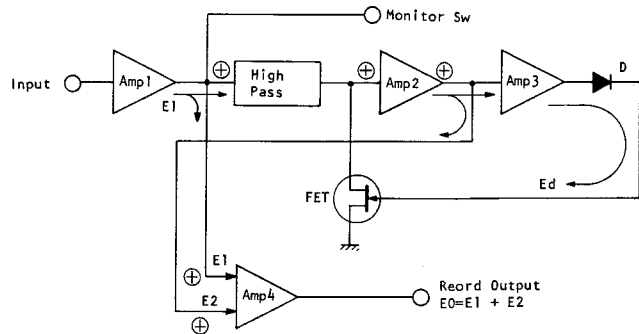 Monitor Sw
Input
Amp1
⊕
High
Pass
⊕
Amp2
⊕
Amp3
D
E1
Ed
FET
E1
⊕
E2
⊕
Amp4
Reord Output
E0=E1 + E2